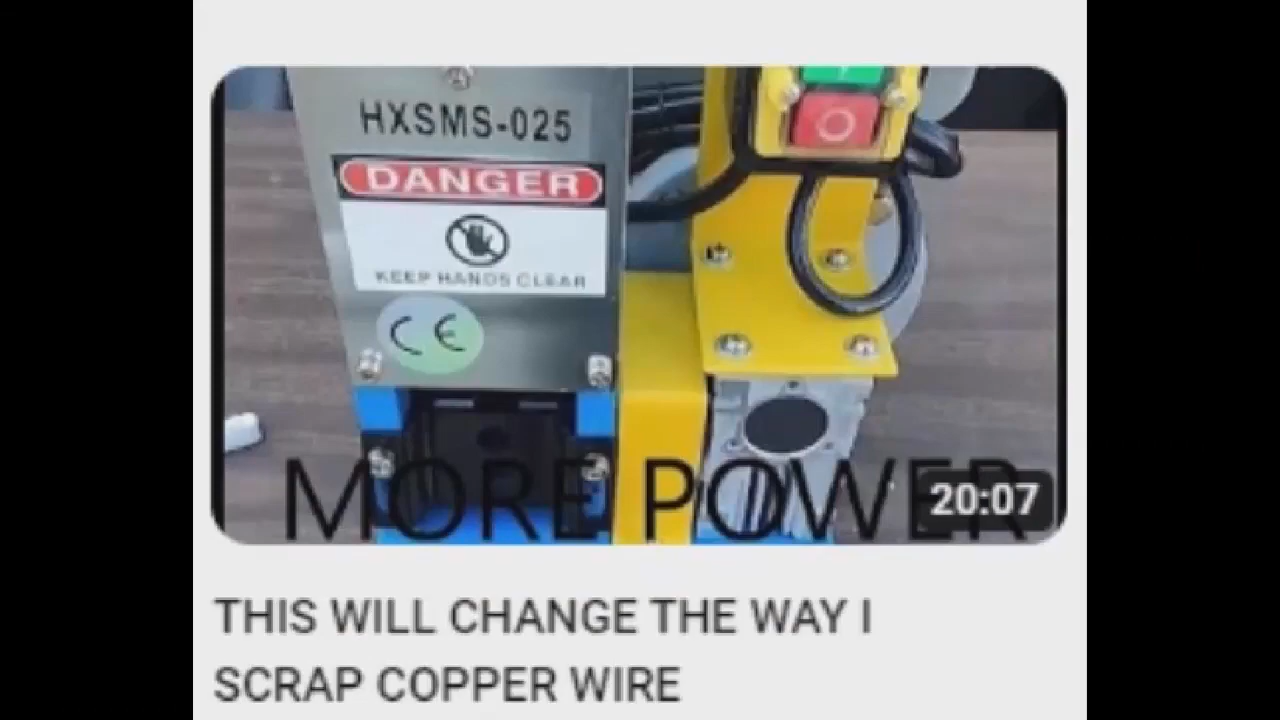 HXSMS-025
DANGER
KEEP HANDS CLEAR
CE
MORE POWER
20:07
THIS WILL CHANGE THE WAY I
SCRAP COPPER WIRE